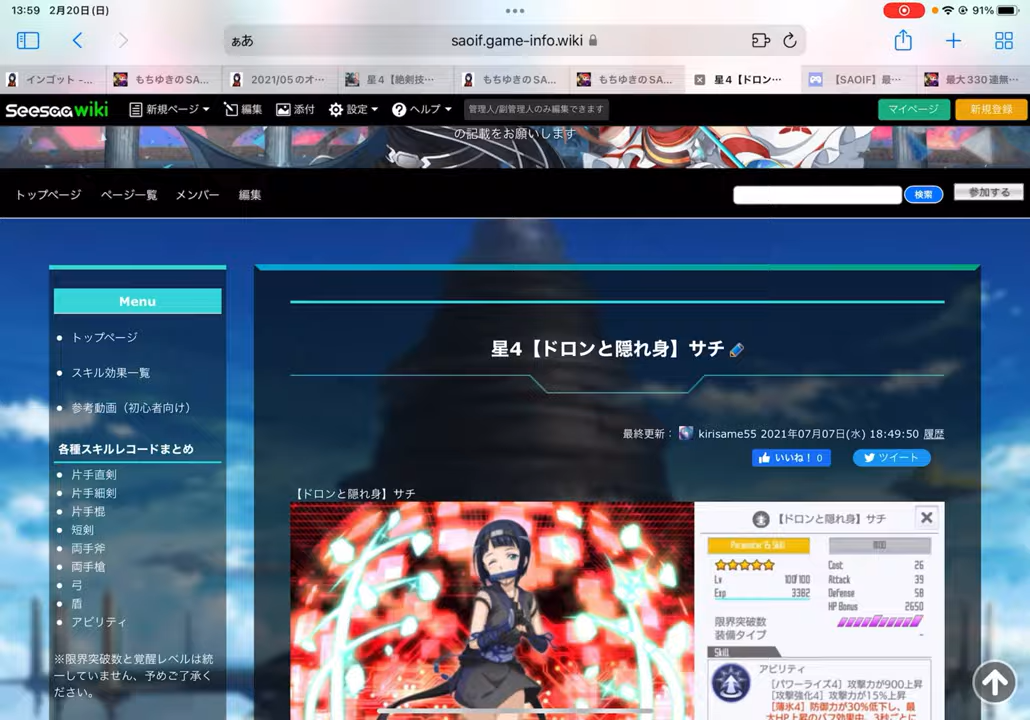 13:59 2月20日(日)
91%
ぁあ
saoif.game-info.wiki
インゴット -...
もちゆきのSA...
2021/05のオ...
星4【絶剣技...
もちゆきのSA...
もちゆきのSA...
星4【ドロン...
【SAOIF】最...
最大330連無...
Seesaa wiki
新規ページ
編集
添付
設定
ヘルプ
管理人/副管理人のみ編集できます
マイページ
新規登録
の記載をお願いします
トップページ
ページ一覧
メンバー
編集
検索
参加する
Menu
トップページ
スキル効果一覧
参考動画（初心者向け）
各種スキルレコードまとめ
片手直剣
片手細剣
片手棍
短剣
両手斧
両手槍
弓
盾
アビリティ
※限界突破数と覚醒レベルは統
一していません、予めご了承く
ださい。
星4【ドロンと隠れ身】サチ
最終更新： kirisame55 2021年07月07日(水) 18:49:50 履歴
いいね！ 0
ツイート
【ドロンと隠れ身】サチ
【ドロンと隠れ身】サチ
Parameter & Skill
Lv 100/100
Exp 3382
Cost 26
Attack 39
Defense 58
HP Bonus 2650
限界突破数
装備タイプ -
Skill
アビリティ
[パワーライズ4] 攻撃力が900上昇
[攻撃強化4] 攻撃力が15%上昇
[薄氷4] 防御力が30%低下し、最
大HP上昇のバフ効果中、3秒ごとに